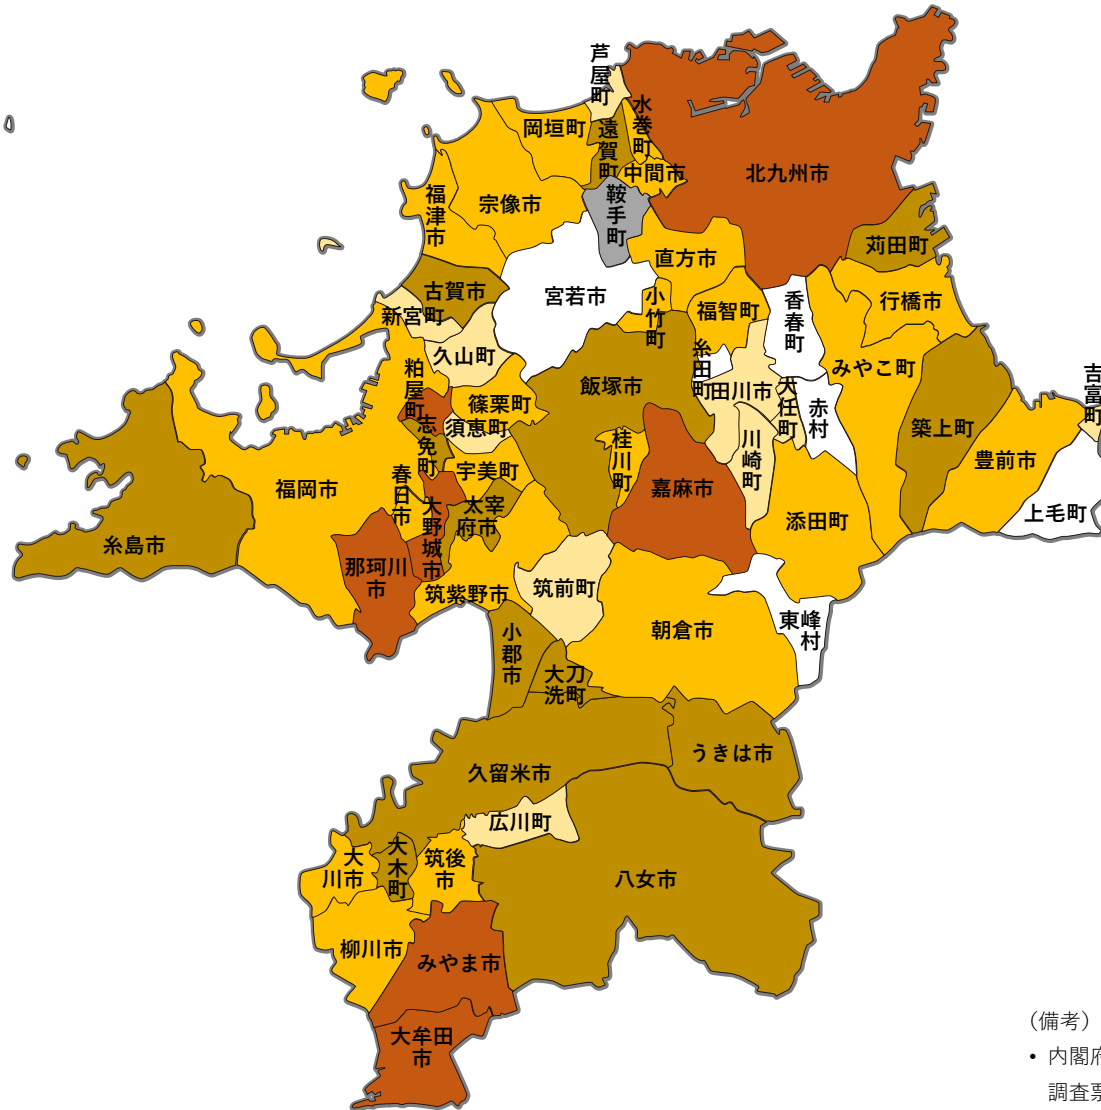 芦屋町
水巻町
岡垣町
遠賀町
中間市
北九州市
鞍手町
福津市
宗像市
苅田町
直方市
古賀市
宮若市
小竹町
福智町
香春町
行橋市
新宮町
久山町
糸田町
みやこ町
吉富町
粕屋町
篠栗町
飯塚市
田川市
大任町
赤村
志免町
須恵町
築上町
桂川町
川崎町
豊前市
春日市
宇美町
福岡市
嘉麻市
大野城市
太宰
府市
添田町
上毛町
糸島市
那珂川
市
筑紫野市
筑前町
朝倉市
東峰
村
小郡市
大刀
洗町
うきは市
久留米市
広川町
大
川市
大木町
筑後
市
八女市
柳川市
みやま市
大牟田
市
（備考）
• 内閣府
調査票